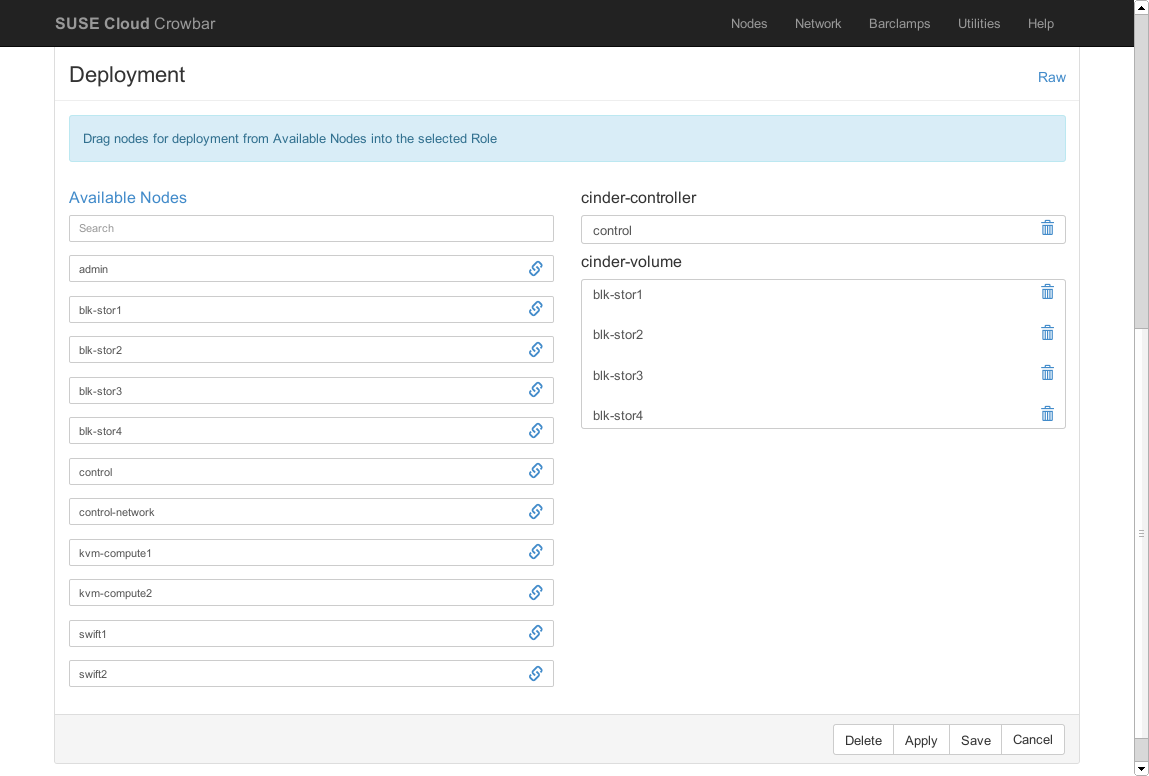 SUSE Cloud Crowbar Nodes Network Barclamps Utilities Help
Deployment Raw
Drag nodes for deployment from Available Nodes into the selected Role
Available Nodes
Search
admin
blk-stor1
blk-stor2
blk-stor3
blk-stor4
control
control-network
kvm-compute1
kvm-compute2
swift1
swift2
cinder-controller
control
cinder-volume
blk-stor1
blk-stor2
blk-stor3
blk-stor4
Delete Apply Save Cancel